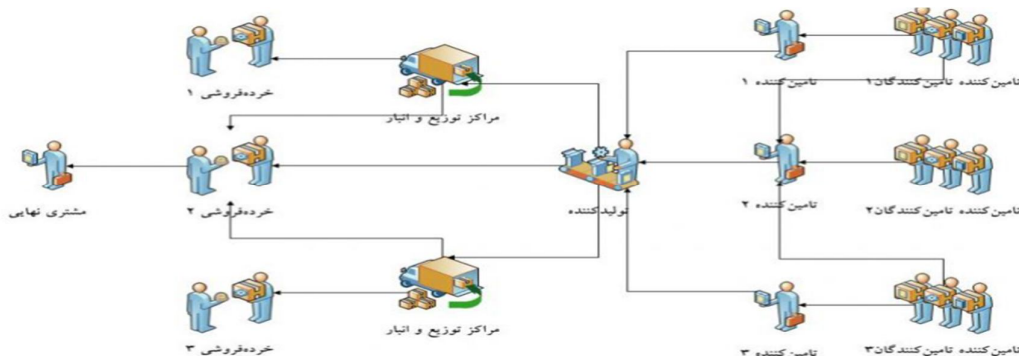 خرده‌فروشی ۱
مراکز توزیع و انبار
تامین‌کننده ۱
تامین‌کننده تامین‌کنندگان۱
مشتری نهایی
خرده‌فروشی ۲
تولیدکننده
تامین‌کننده ۲
تامین‌کننده تامین‌کنندگان۲
خرده‌فروشی ۳
مراکز توزیع و انبار
تامین‌کننده ۳
تامین‌کننده تامین‌کنندگان۳